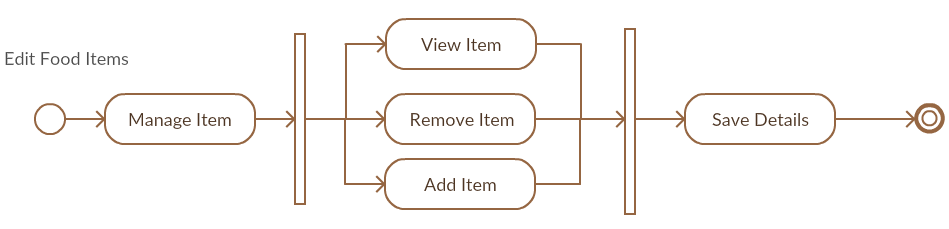 Edit Food Items
Manage Item
View Item
Remove Item
Add Item
Save Details